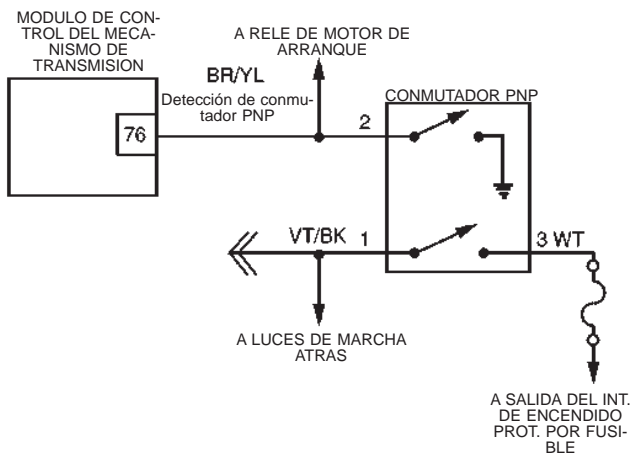 MODULO DE CON-
TROL DEL MECA-
NISMO DE
TRANSMISION
A RELE DE MOTOR DE
ARRANQUE
BR/YL
Detección de conmu-
tador PNP
CONMUTADOR PNP
76
2
VT/BK 1
3 WT
A LUCES DE MARCHA
ATRAS
A SALIDA DEL INT.
DE ENCENDIDO
PROT. POR FUSI-
BLE